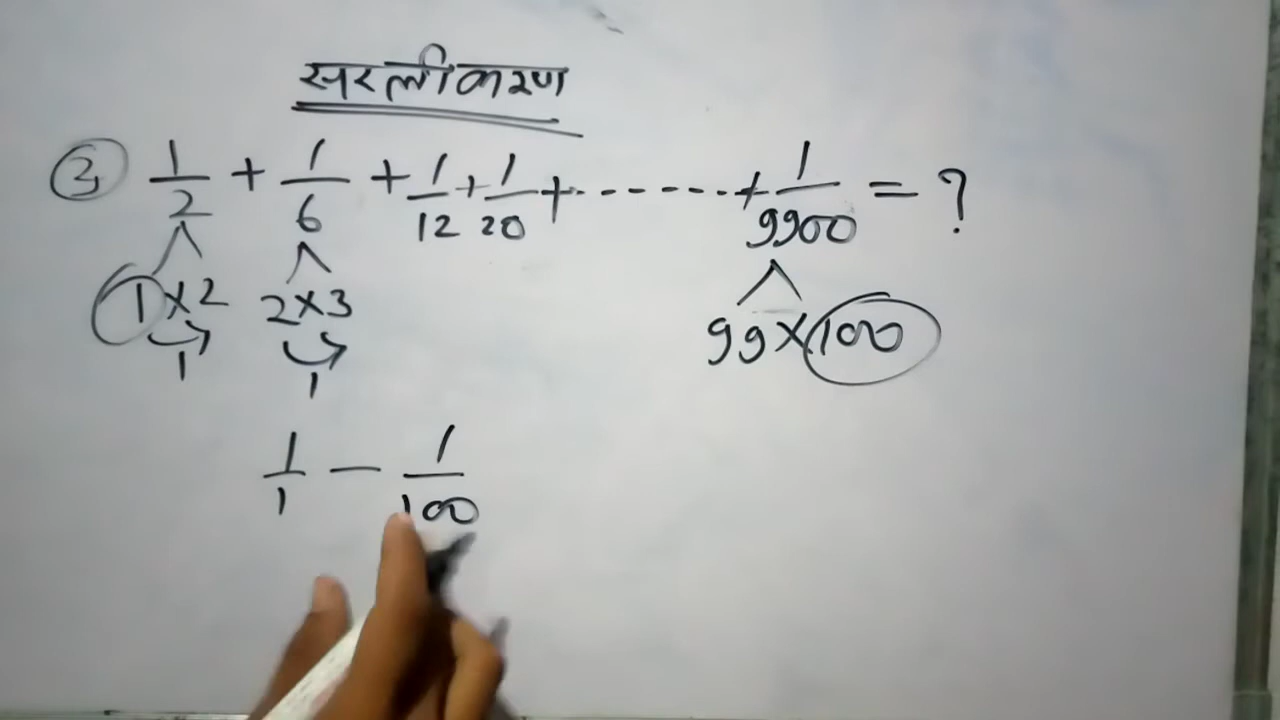 सरलीकरण
3, 1/2 + 1/6 + 1/12 + 1/20 + ....... + 1/9900 = ?
1×2 2×3 99×100
1 1
1/1 - 1/100